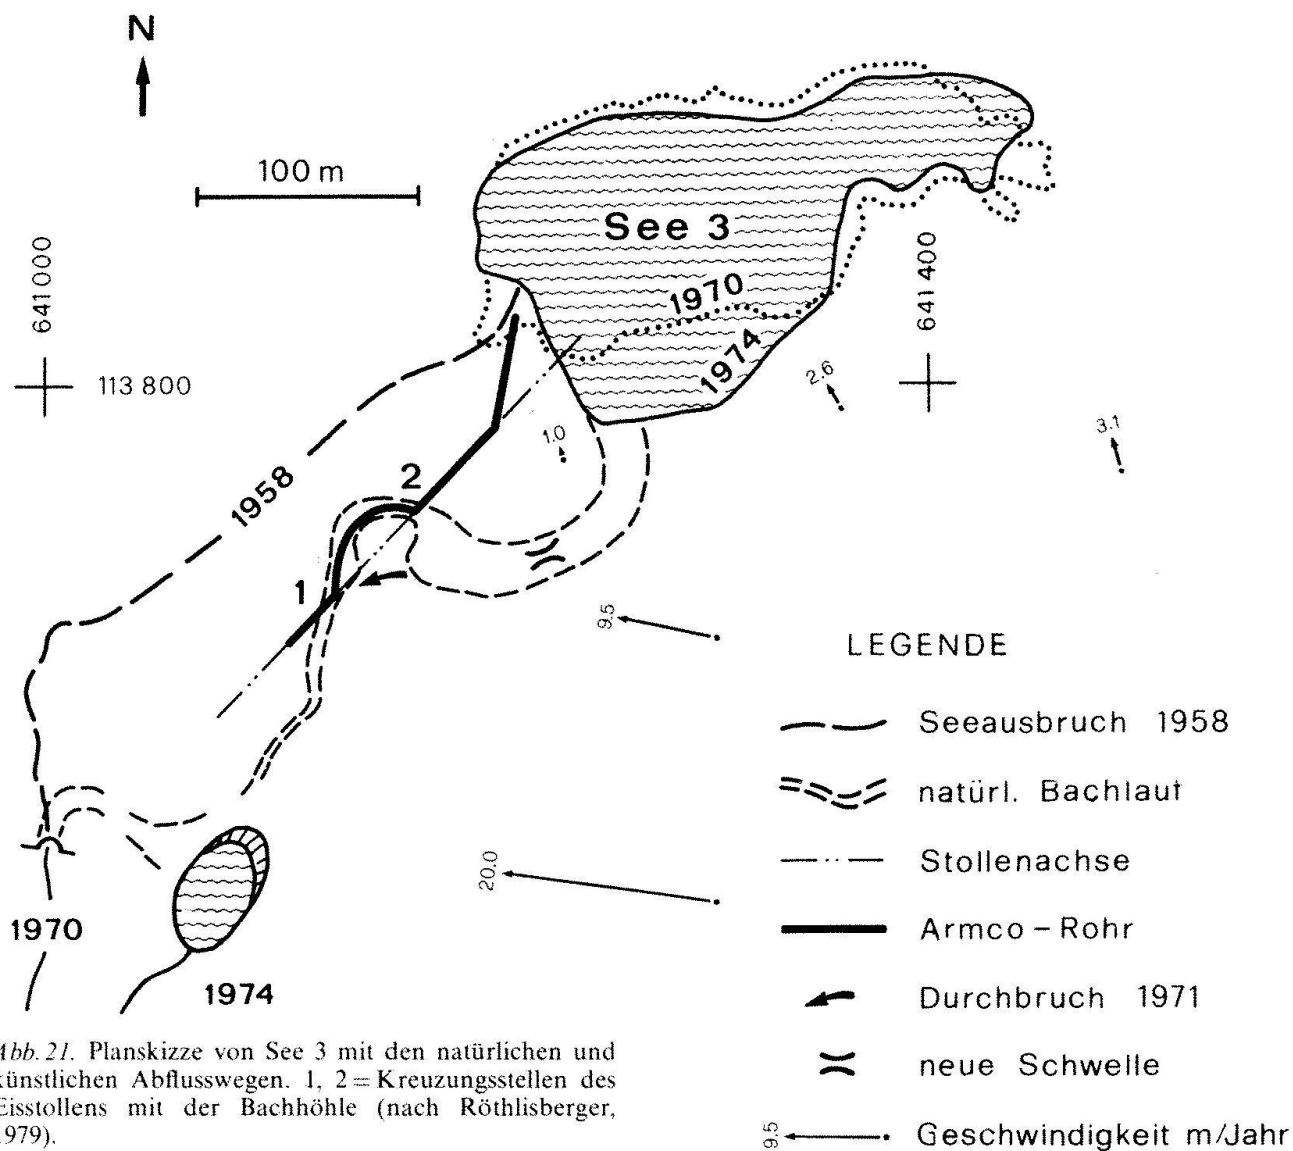 N
100 m
See 3
641 000
641 400
1970
1974
113 800
2.6
3.1
1.0
1958
2
1
9.5
LEGENDE
Seeausbruch 1958
natürl. Bachlauf
Stollenachse
20.0
1970
Armco – Rohr
1974
Durchbruch 1971
neue Schwelle
9.5
Geschwindigkeit m/Jahr
Abb. 21. Planskizze von See 3 mit den natürlichen und
künstlichen Abflusswegen. 1, 2 = Kreuzungsstellen des
Eisstollens mit der Bachhöhle (nach Röthlisberger,
1979).